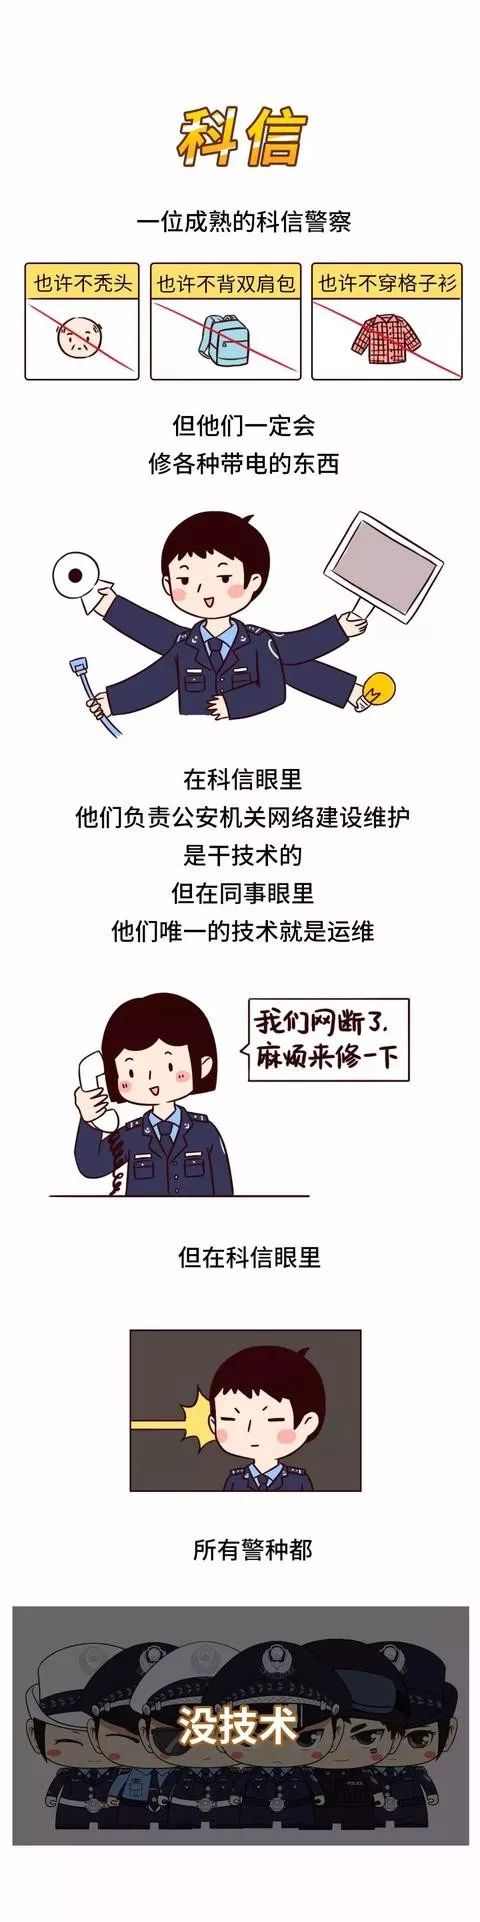 科信
一位成熟的科信警察
也许不秃头
也许不背双肩包
也许不穿格子衫
但他们一定会
修各种带电的东西
在科信眼里
他们负责公安机关网络建设维护
是干技术的
但在同事眼里
他们唯一的技术就是运维
我们网断了.
麻烦来修一下
但在科信眼里
所有警种都
没技术
POLICE